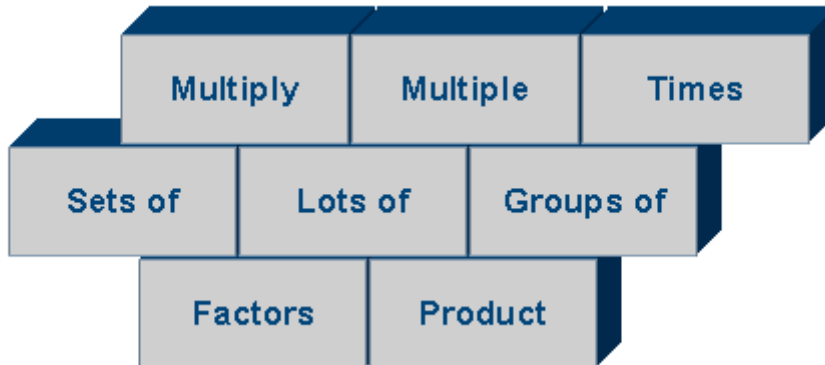 Multiply Multiple Times
Sets of Lots of Groups of
Factors Product